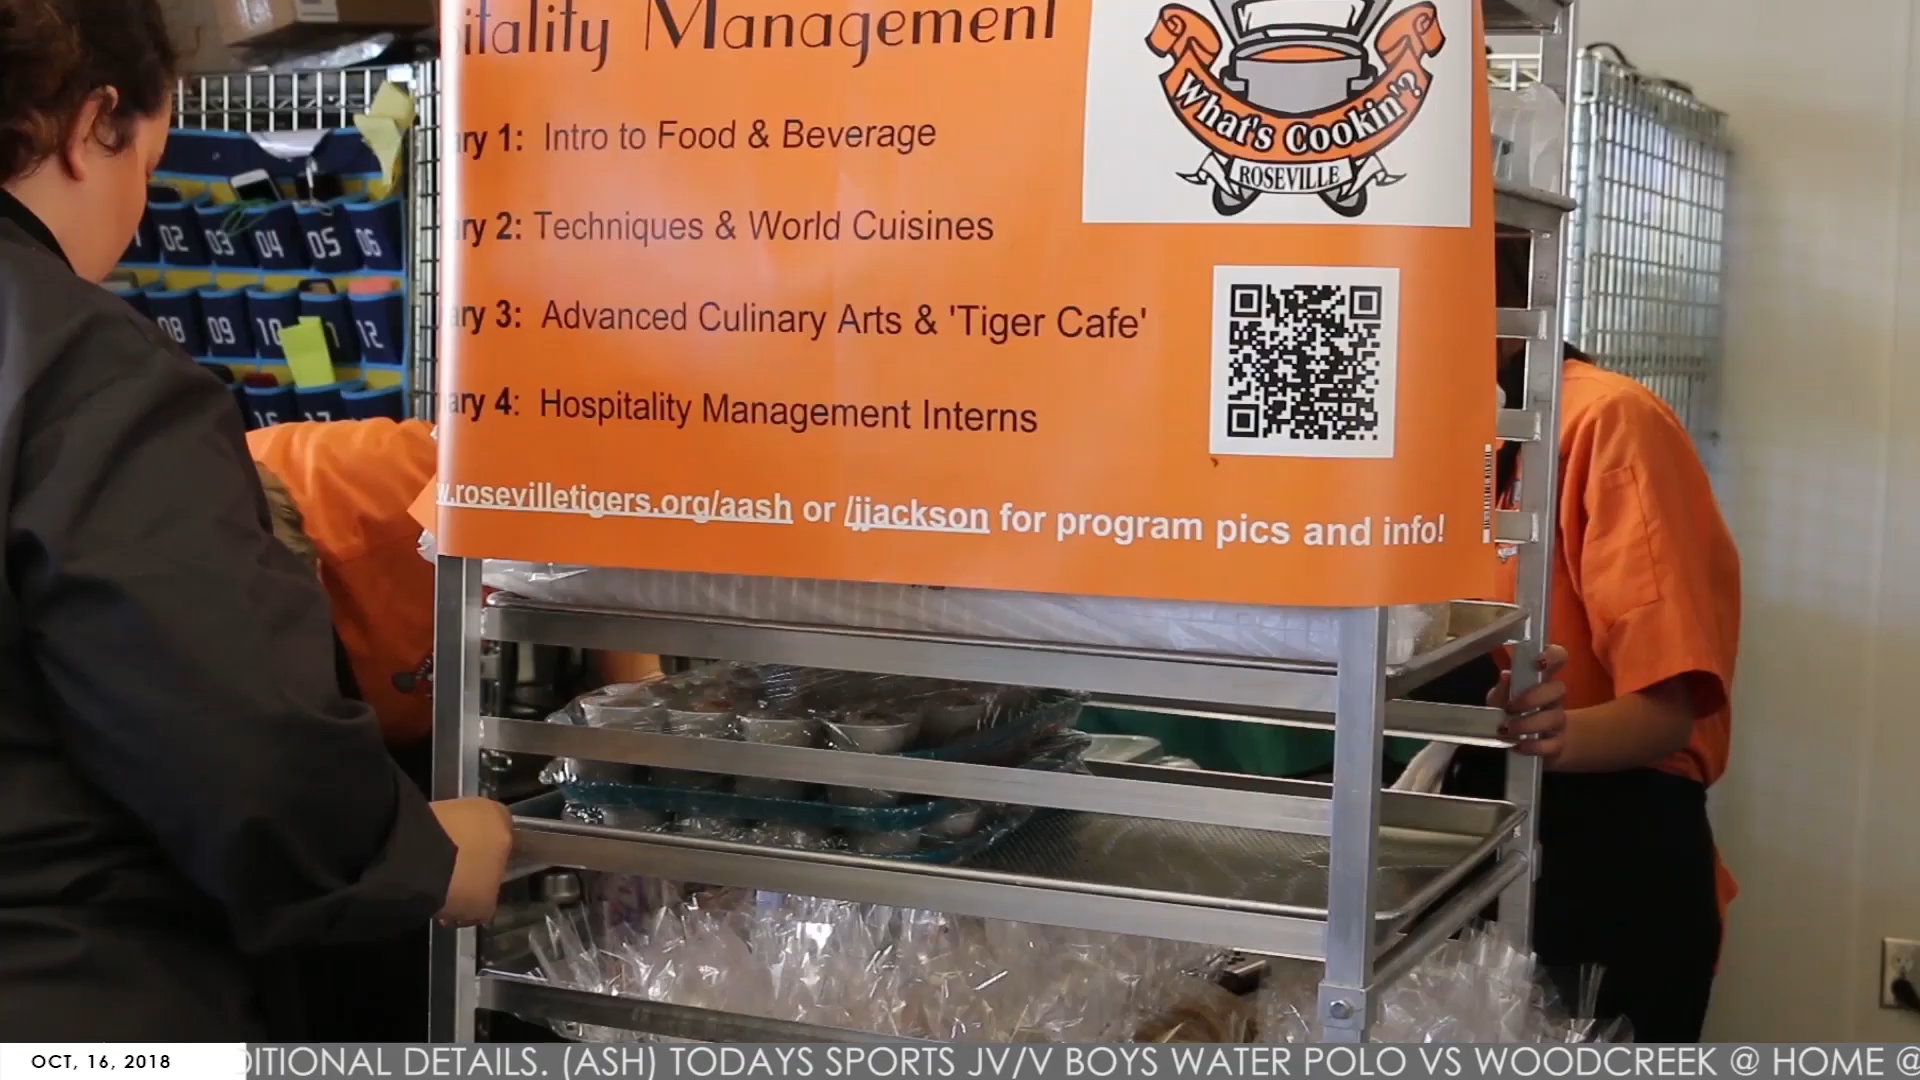 itality Management
What's Cookin'?
ROSEVILLE
ry 1: Intro to Food & Beverage
ry 2: Techniques & World Cuisines
ary 3: Advanced Culinary Arts & 'Tiger Cafe'
ary 4: Hospitality Management Interns
w.rosevilletigers.org/aash or /jjackson for program pics and info!
02 03 04 05 06
08 09 10 12
OCT, 16, 2018
DITIONAL DETAILS. (ASH) TODAYS SPORTS JV/V BOYS WATER POLO VS WOODCREEK @ HOME @